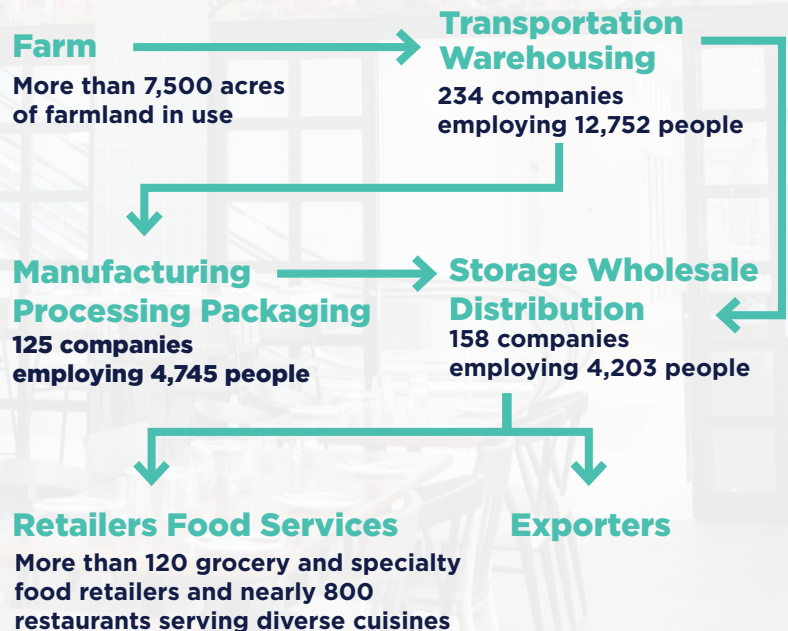 Farm
More than 7,500 acres
of farmland in use
Transportation
Warehousing
234 companies
employing 12,752 people
Manufacturing
Processing Packaging
125 companies
employing 4,745 people
Storage Wholesale
Distribution
158 companies
employing 4,203 people
Retailers Food Services
More than 120 grocery and specialty
food retailers and nearly 800
restaurants serving diverse cuisines
Exporters